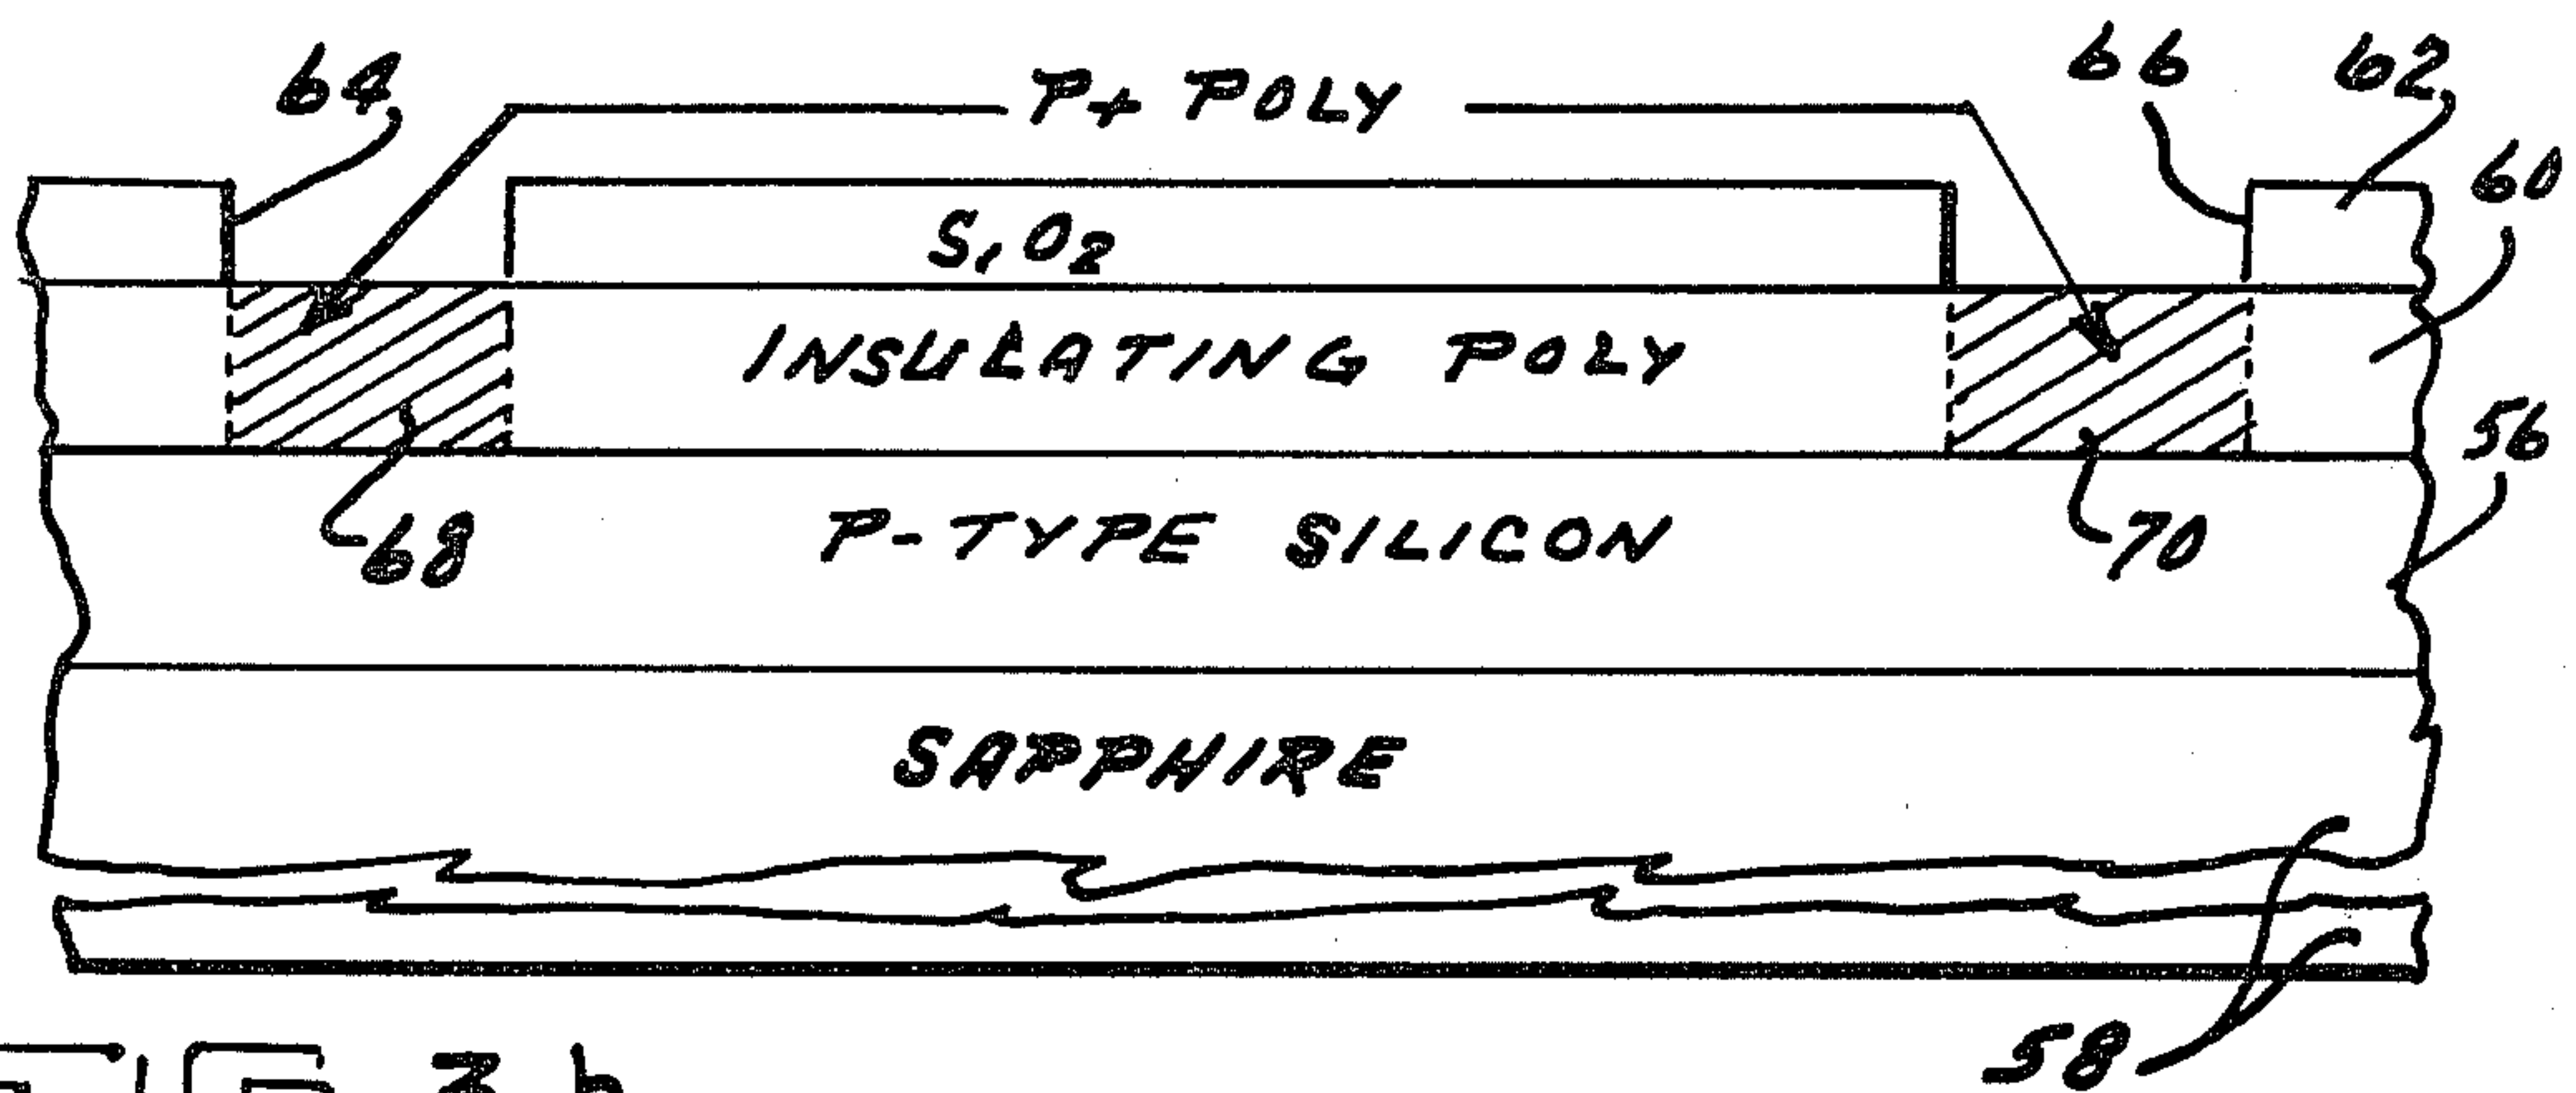 64
P+ POLY
66
62
60
SiO2
INSULATING POLY
56
68
P-TYPE SILICON
70
SAPPHIRE
58
FIG 3b